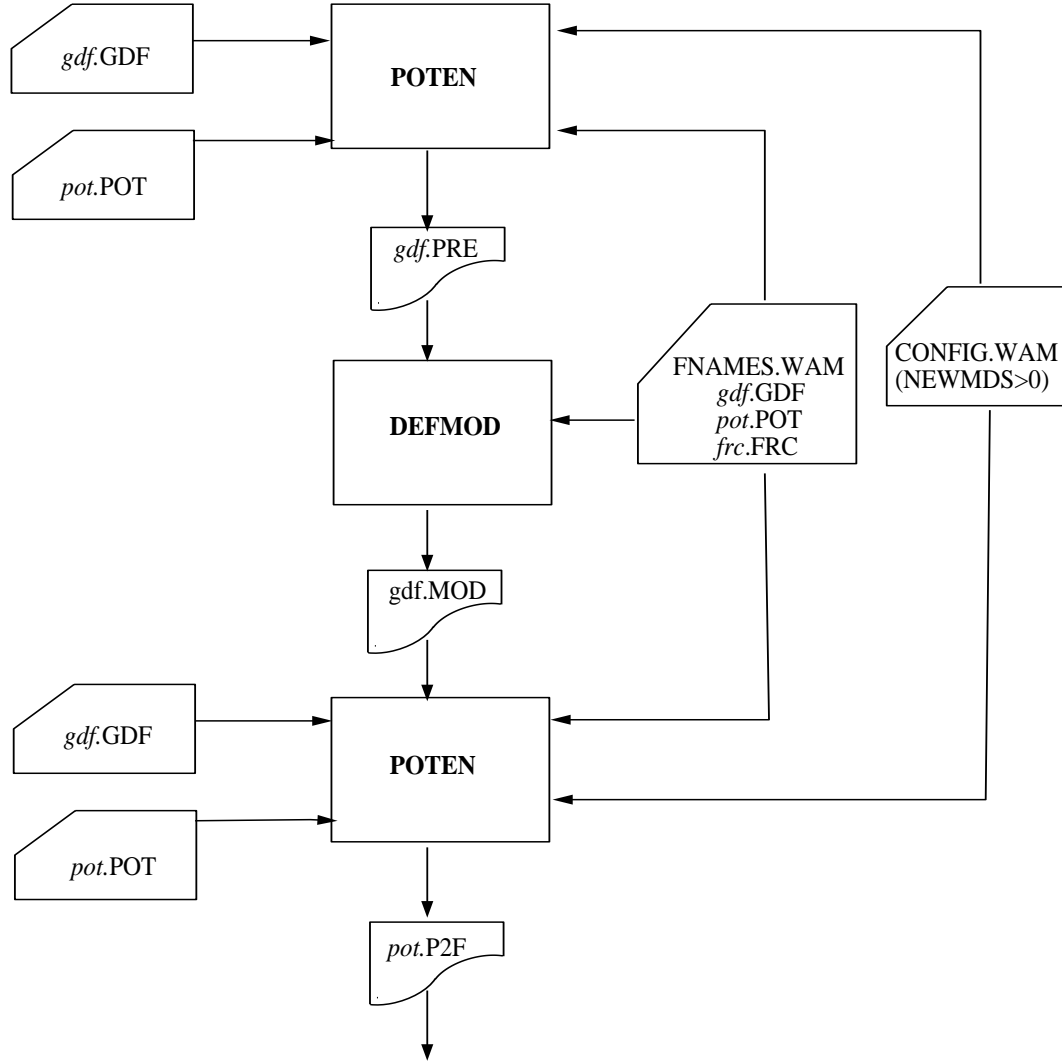 gdf.GDF
POTEN
pot.POT
gdf.PRE
FNAMES.WAM
gdf.GDF
pot.POT
frc.FRC
CONFIG.WAM
(NEWMDS>0)
DEFMOD
gdf.MOD
gdf.GDF
POTEN
pot.POT
pot.P2F